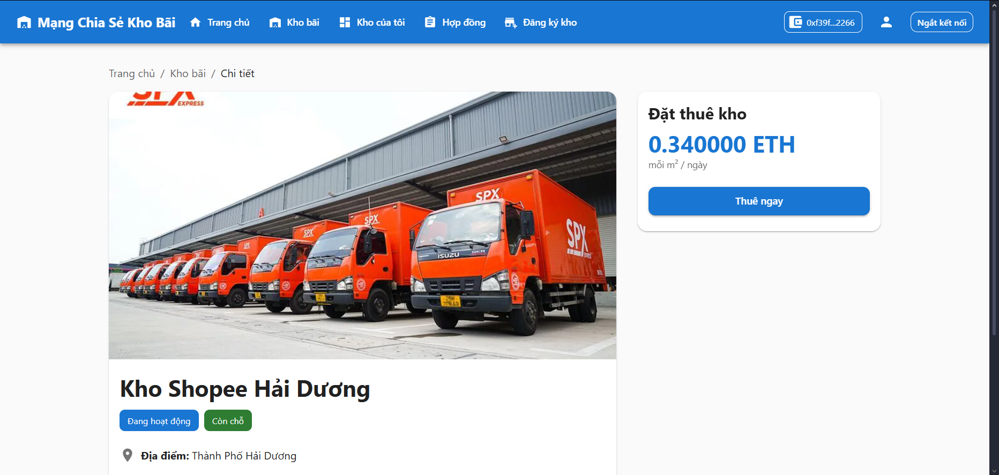 Mạng Chia Sẻ Kho Bãi
Trang chủ
Kho bãi
Kho của tôi
Hợp đồng
Đăng ký kho
0xf39f...2266
Ngắt kết nối
Trang chủ / Kho bãi / Chi tiết
SPX
EXPRESS
SPX
SPX
EXPRESS
SPX
SPX
SPX
ISUZU QKR
ISUZU
Đặt thuê kho
0.340000 ETH
mỗi m² / ngày
Thuê ngay
Kho Shopee Hải Dương
Đang hoạt động
Còn chỗ
Địa điểm: Thành Phố Hải Dương